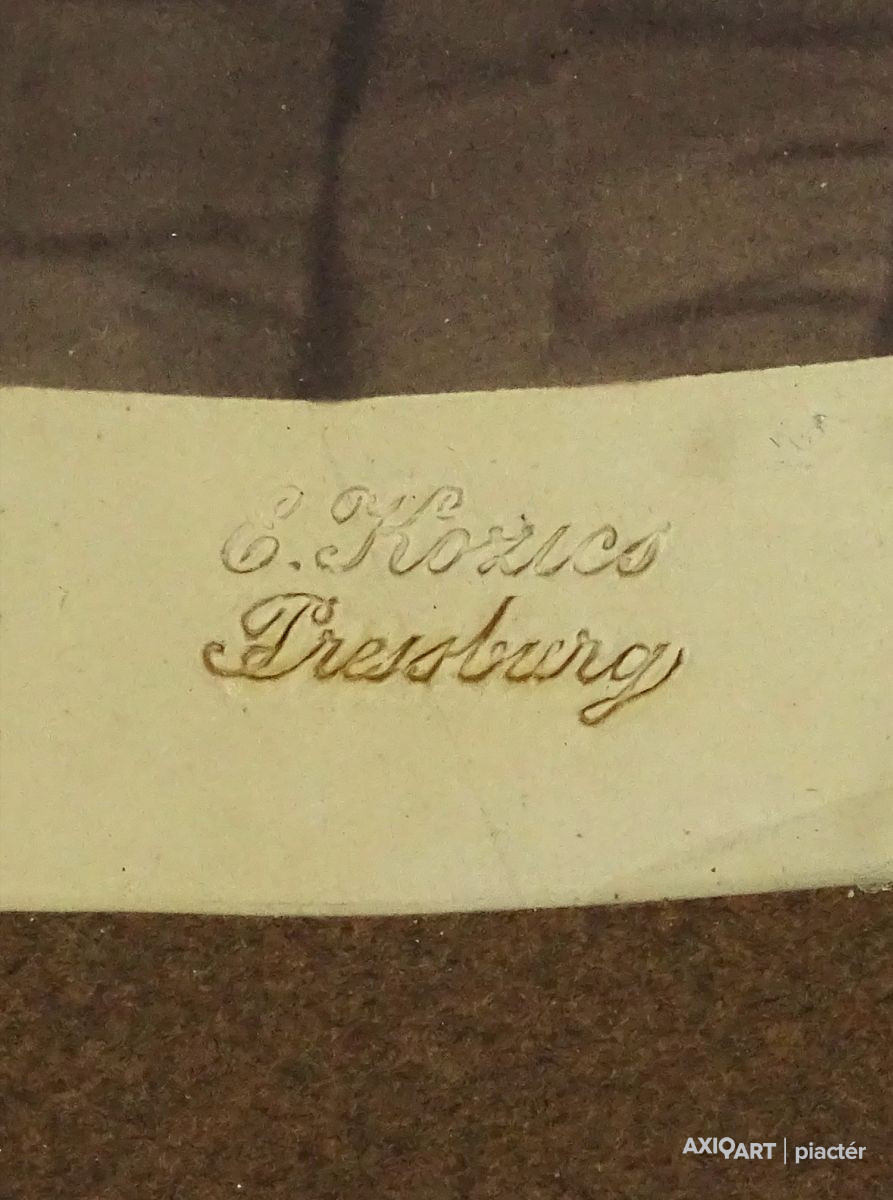 E. Kozics
Pressburg
AXIOART | piactér